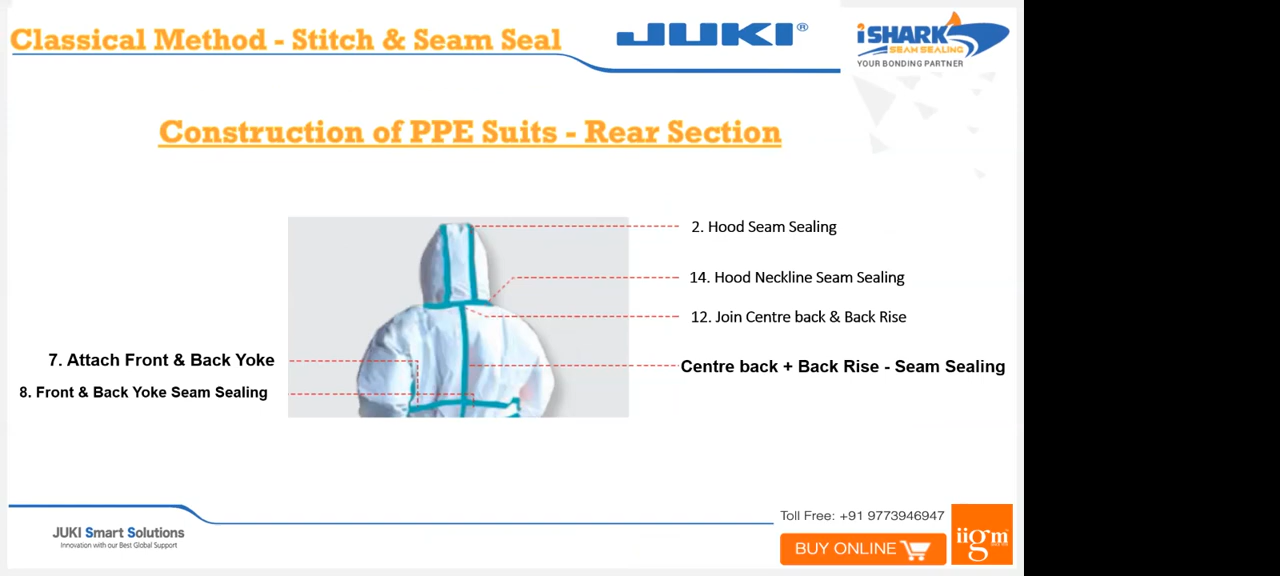 Classical Method - Stitch & Seam Seal
JUKI®
iSHARK
SEAM SEALING
YOUR BONDING PARTNER
Construction of PPE Suits - Rear Section
2. Hood Seam Sealing
14. Hood Neckline Seam Sealing
12. Join Centre back & Back Rise
7. Attach Front & Back Yoke
Centre back + Back Rise - Seam Sealing
8. Front & Back Yoke Seam Sealing
JUKI Smart Solutions
Innovation with our Best Global Support
Toll Free: +91 9773946947
BUY ONLINE
iigm